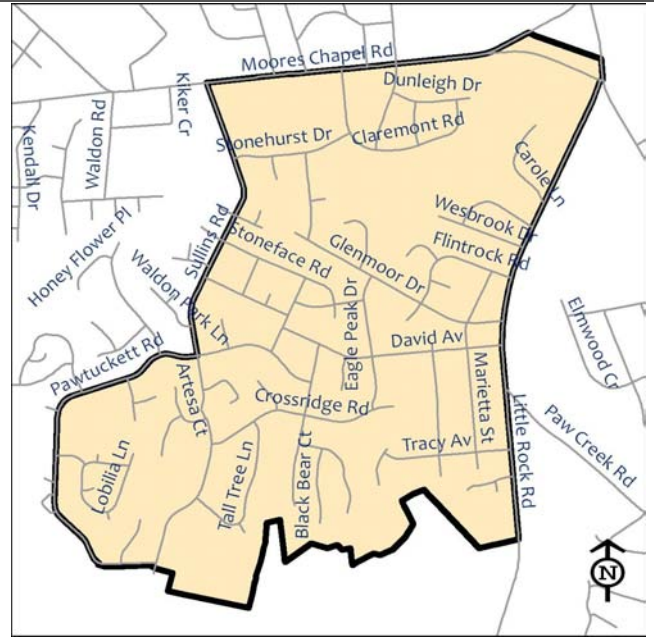 Moores Chapel Rd
Dunleigh Dr
Kiker Cr
Waldon Rd
Kendall Dr
Stonehurst Dr
Claremont Rd
Carole Ln
Wesbrook Dr
Honey Flower Pl
Sullins Rd
Stoneface Rd
Glenmoor Dr
Flintrock Rd
Waldon Park Ln
Eagle Peak Dr
Elmwood Cr
David Av
Pawtuckett Rd
Artesa Ct
Marietta St
Crossridge Rd
Little Rock Rd
Paw Creek Rd
Tracy Av
Lobilia Ln
Tall Tree Ln
Black Bear Ct
N